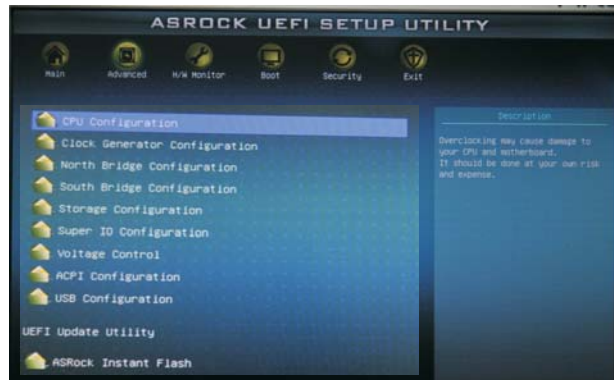 ASROCK UEFI SETUP UTILITY
Main Advanced H/W Monitor Boot Security Exit
CPU Configuration
Clock Generator Configuration
North Bridge Configuration
South Bridge Configuration
Storage Configuration
Super IO Configuration
Voltage Control
ACPI Configuration
USB Configuration
UEFI Update Utility
ASRock Instant Flash
Description
Overclocking may cause damage to
your CPU and motherboard.
It should be done at your own risk
and expense.